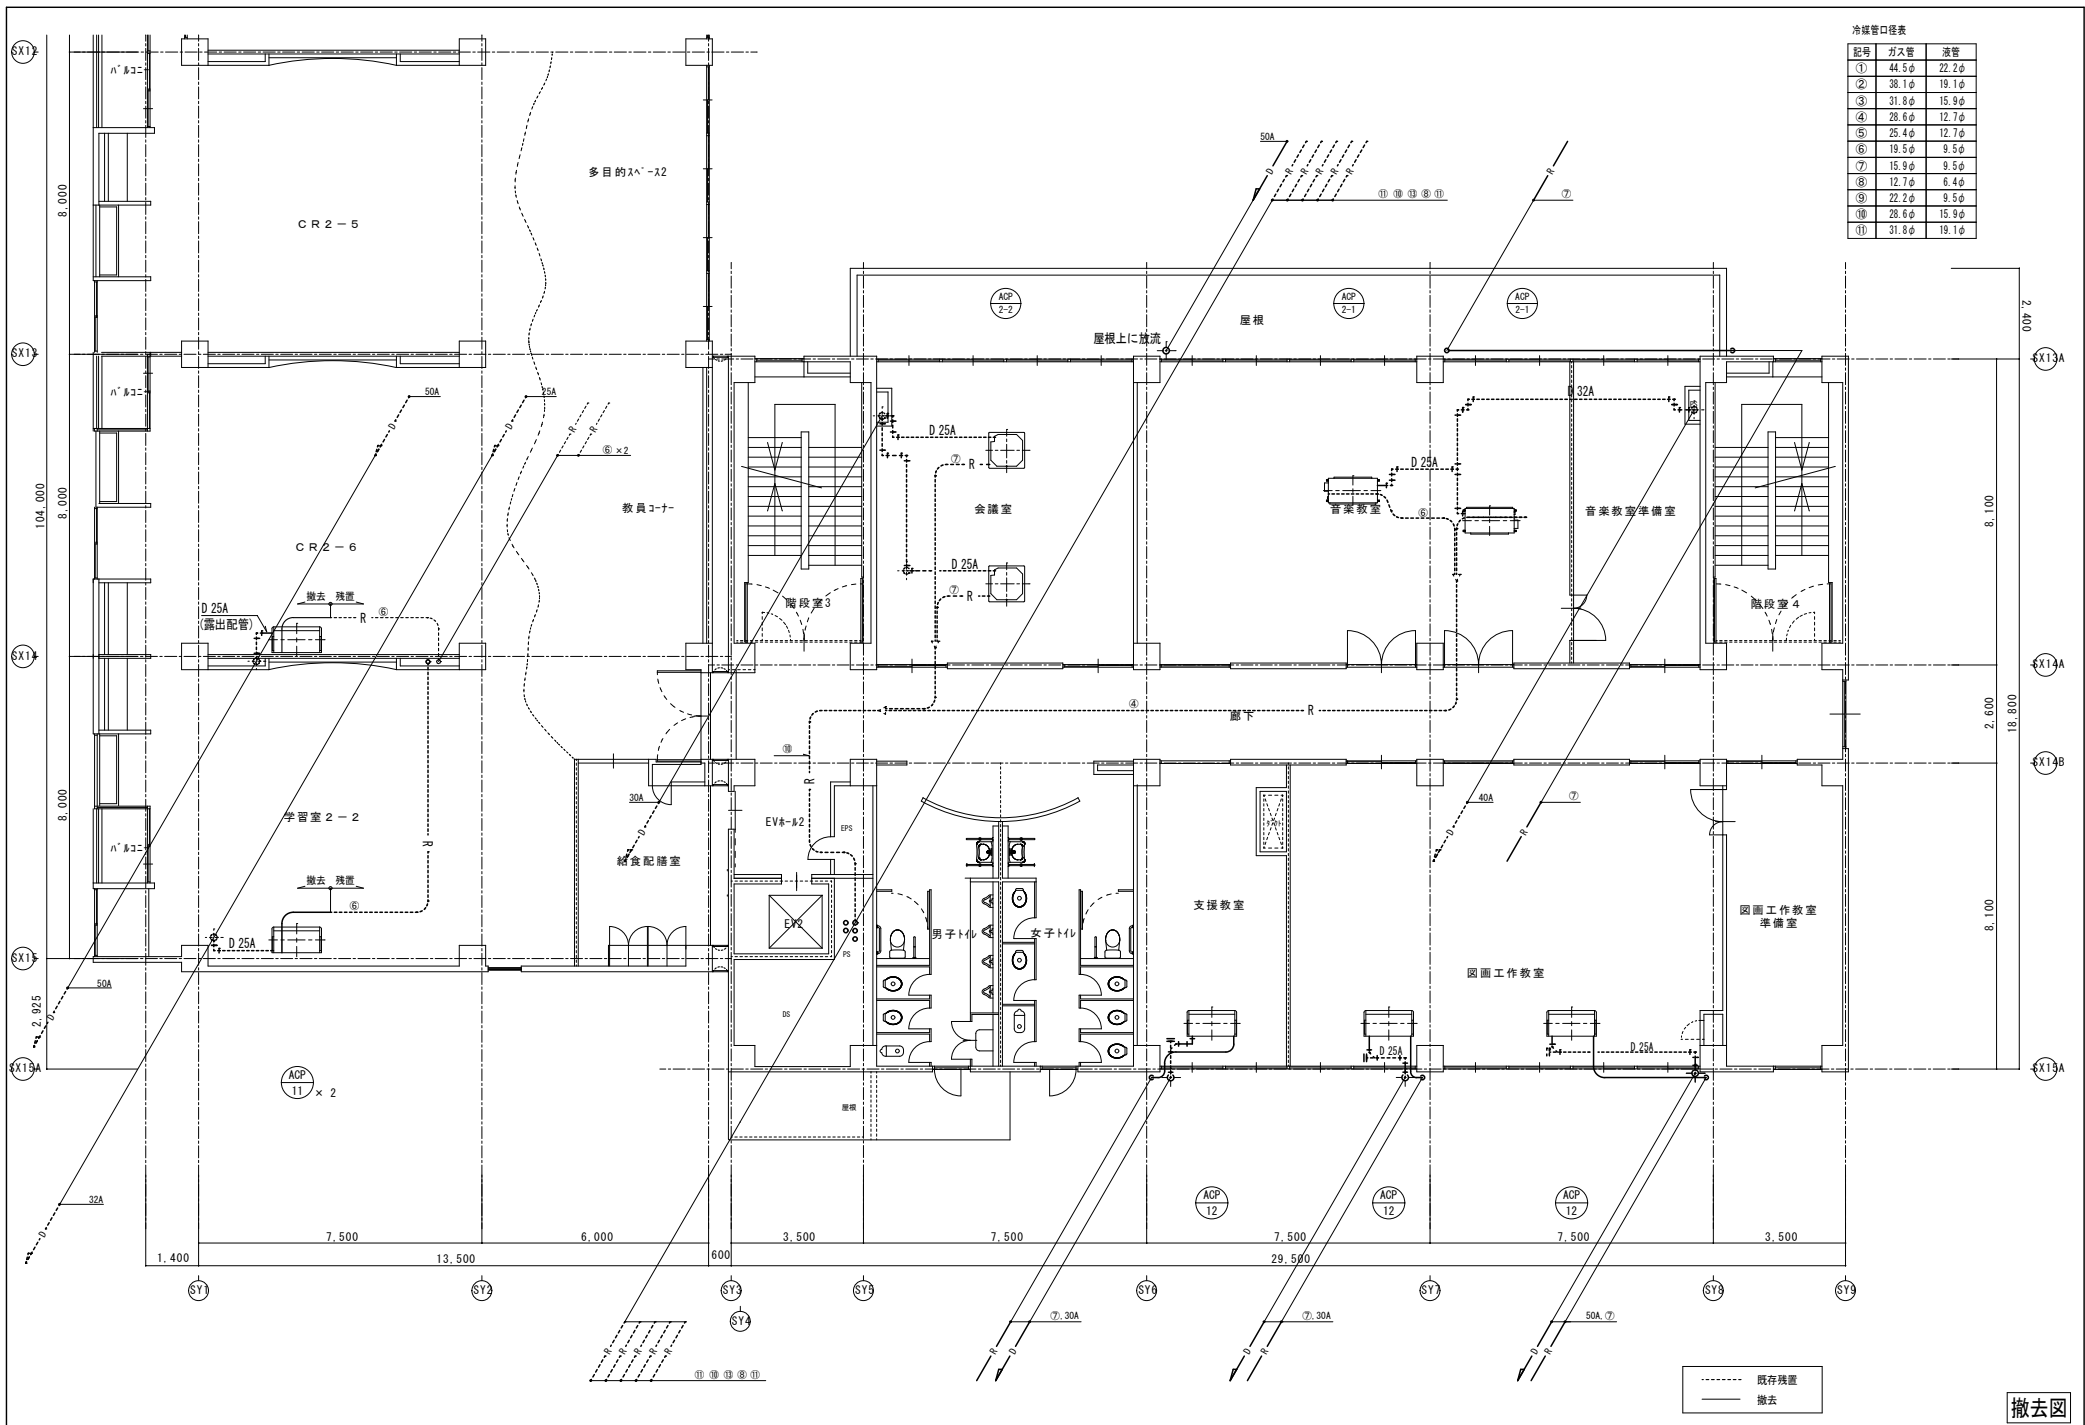 冷媒管口径表
記号 ガス管 液管
① 44.5φ 22.2φ
② 38.1φ 19.1φ
③ 31.8φ 15.9φ
④ 28.6φ 12.7φ
⑤ 25.4φ 12.7φ
⑥ 19.5φ 9.5φ
⑦ 15.9φ 9.5φ
⑧ 12.7φ 6.4φ
⑨ 22.2φ 9.5φ
⑩ 28.6φ 15.9φ
⑪ 31.8φ 19.1φ
SX12
バルコニー
8,000
多目的スペース2
CR2-5
50A
D
R
R
R
R
R
⑪ ⑩ ⑬ ⑧ ⑪
R
⑦
ACP
2-2
ACP
2-1
ACP
2-1
屋根
屋根上に放流
2,400
SX13
SX13A
バルコニー
50A
D
25A
D
R
R
⑥×2
104,000
8,000
教員コーナー
CR2-6
D 25A
⑦
R
会議室
D 25A
⑦
R
階段室3
D 32A
D 25A
音楽教室
⑥
音楽教室準備室
階段室4
8,100
D 25A
(露出配管)
撤去 残置
⑥
R
SX14
SX14A
④
廊下
R
2,600
18,800
⑩
R
SX14B
8,000
学習室2-2
バルコニー
R
30A
D
給食配膳室
EVホール2
EPS
EV2
PS
DS
40A
D
⑦
R
撤去 残置
⑥
D 25A
男子トイレ
女子トイレ
支援教室
図画工作教室
図画工作教室
準備室
8,100
SX15
50A
D
2,925
D 25A
D 25A
SX15A
SX15A
ACP
11
× 2
屋根
32A
D
ACP
12
ACP
12
ACP
12
7,500
6,000
3,500
7,500
7,500
7,500
3,500
1,400
13,500
600
29,500
SY1
SY2
SY3
SY4
SY5
SY6
SY7
SY8
SY9
R
R
R
R
R
⑪ ⑩ ⑬ ⑧ ⑪
⑦,30A
R
D
⑦,30A
D
R
50A,⑦
D
R
既存残置
撤去
撤去図